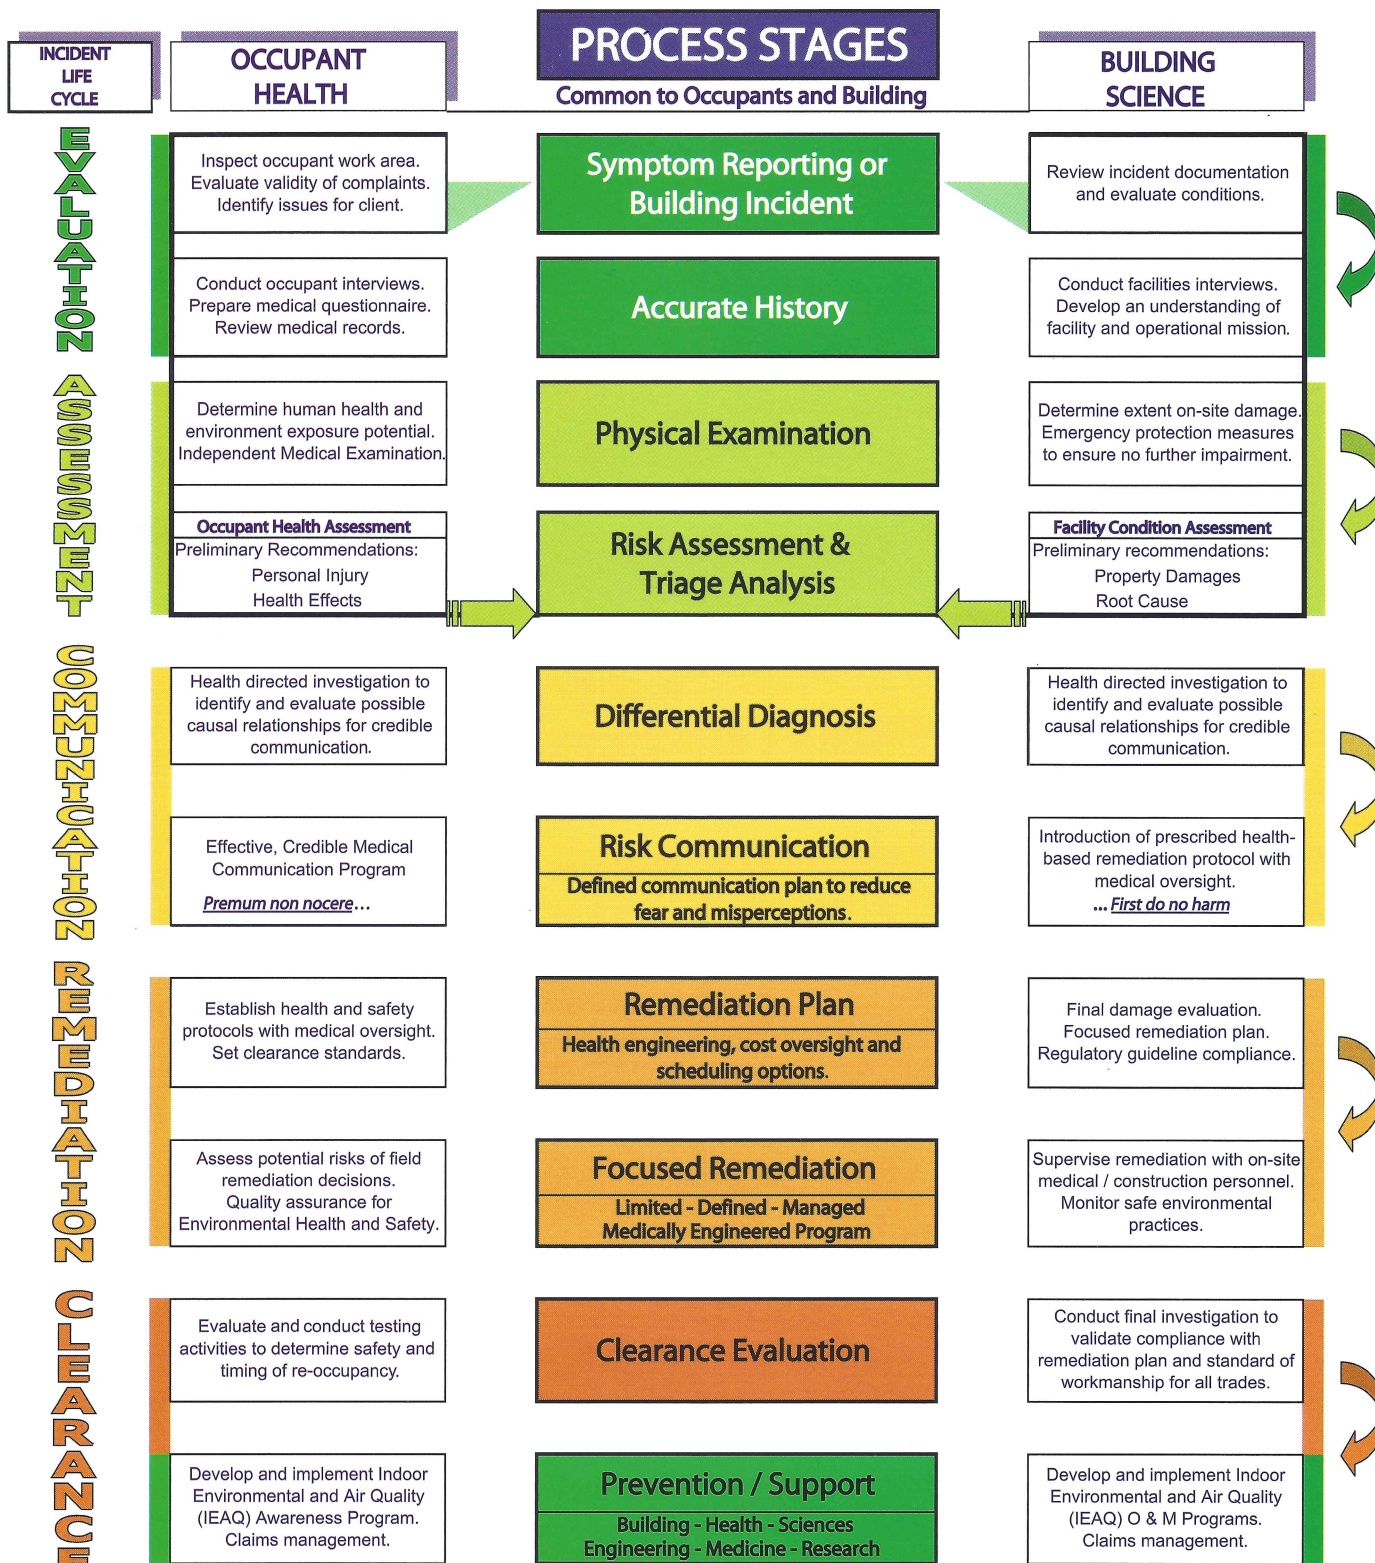 INCIDENT
LIFE
CYCLE
OCCUPANT
HEALTH
PROCESS STAGES
Common to Occupants and Building
BUILDING
SCIENCE
EVALUATION
Inspect occupant work area.
Evaluate validity of complaints.
Identify issues for client.
Symptom Reporting or
Building Incident
Review incident documentation
and evaluate conditions.
Conduct occupant interviews.
Prepare medical questionnaire.
Review medical records.
Accurate History
Conduct facilities interviews.
Develop an understanding of
facility and operational mission.
ASSESSMENT
Determine human health and
environment exposure potential.
Independent Medical Examination.
Physical Examination
Determine extent on-site damage.
Emergency protection measures
to ensure no further impairment.
Occupant Health Assessment
Preliminary Recommendations:
Personal Injury
Health Effects
Risk Assessment &
Triage Analysis
Facility Condition Assessment
Preliminary recommendations:
Property Damages
Root Cause
COMMUNICATION
Health directed investigation to
identify and evaluate possible
causal relationships for credible
communication.
Differential Diagnosis
Health directed investigation to
identify and evaluate possible
causal relationships for credible
communication.
Effective, Credible Medical
Communication Program
Premum non nocere...
Risk Communication
Defined communication plan to reduce
fear and misperceptions.
Introduction of prescribed health-
based remediation protocol with
medical oversight.
... First do no harm
REMEDIATION
Establish health and safety
protocols with medical oversight.
Set clearance standards.
Remediation Plan
Health engineering, cost oversight and
scheduling options.
Final damage evaluation.
Focused remediation plan.
Regulatory guideline compliance.
Assess potential risks of field
remediation decisions.
Quality assurance for
Environmental Health and Safety.
Focused Remediation
Limited - Defined - Managed
Medically Engineered Program
Supervise remediation with on-site
medical / construction personnel.
Monitor safe environmental
practices.
CLEARANCE
Evaluate and conduct testing
activities to determine safety and
timing of re-occupancy.
Clearance Evaluation
Conduct final investigation to
validate compliance with
remediation plan and standard of
workmanship for all trades.
Develop and implement Indoor
Environmental and Air Quality
(IEAQ) Awareness Program.
Claims management.
Prevention / Support
Building - Health - Sciences
Engineering - Medicine - Research
Develop and implement Indoor
Environmental and Air Quality
(IEAQ) O & M Programs.
Claims management.